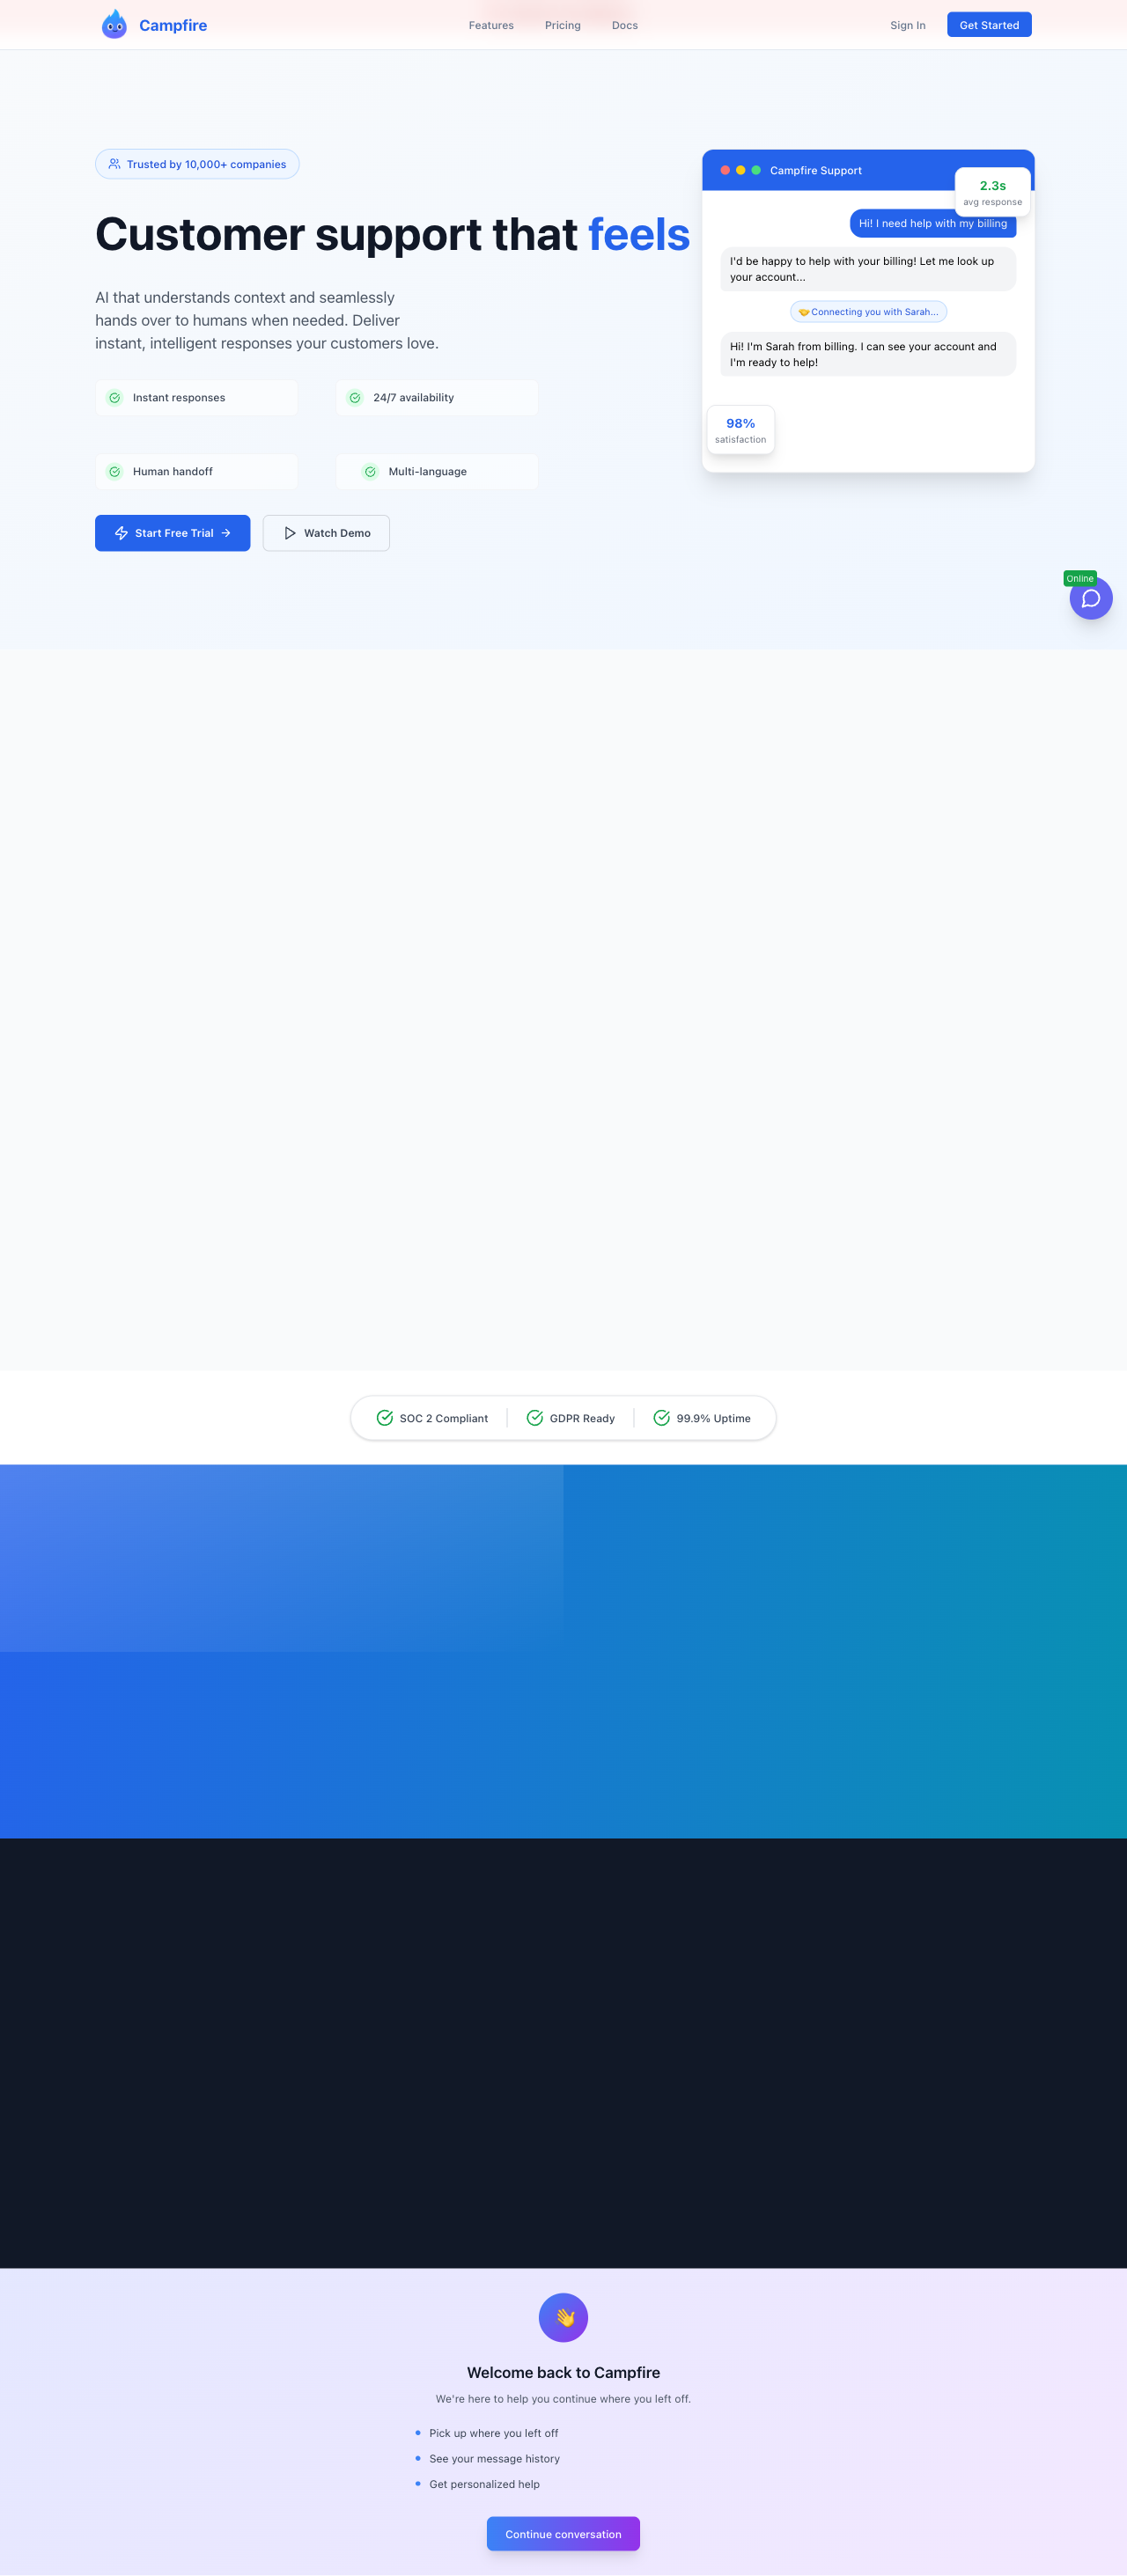 Campfire
Features
Pricing
Docs
Sign In
Get Started
Trusted by 10,000+ companies
Customer support that feels
AI that understands context and seamlessly
hands over to humans when needed. Deliver
instant, intelligent responses your customers love.
Instant responses
24/7 availability
Human handoff
Multi-language
Start Free Trial
Watch Demo
Campfire Support
2.3s
avg response
Hi! I need help with my billing
I'd be happy to help with your billing! Let me look up
your account...
🤝 Connecting you with Sarah...
Hi! I'm Sarah from billing. I can see your account and
I'm ready to help!
98%
satisfaction
Online
SOC 2 Compliant
GDPR Ready
99.9% Uptime
Welcome back to Campfire
We're here to help you continue where you left off.
Pick up where you left off
See your message history
Get personalized help
Continue conversation